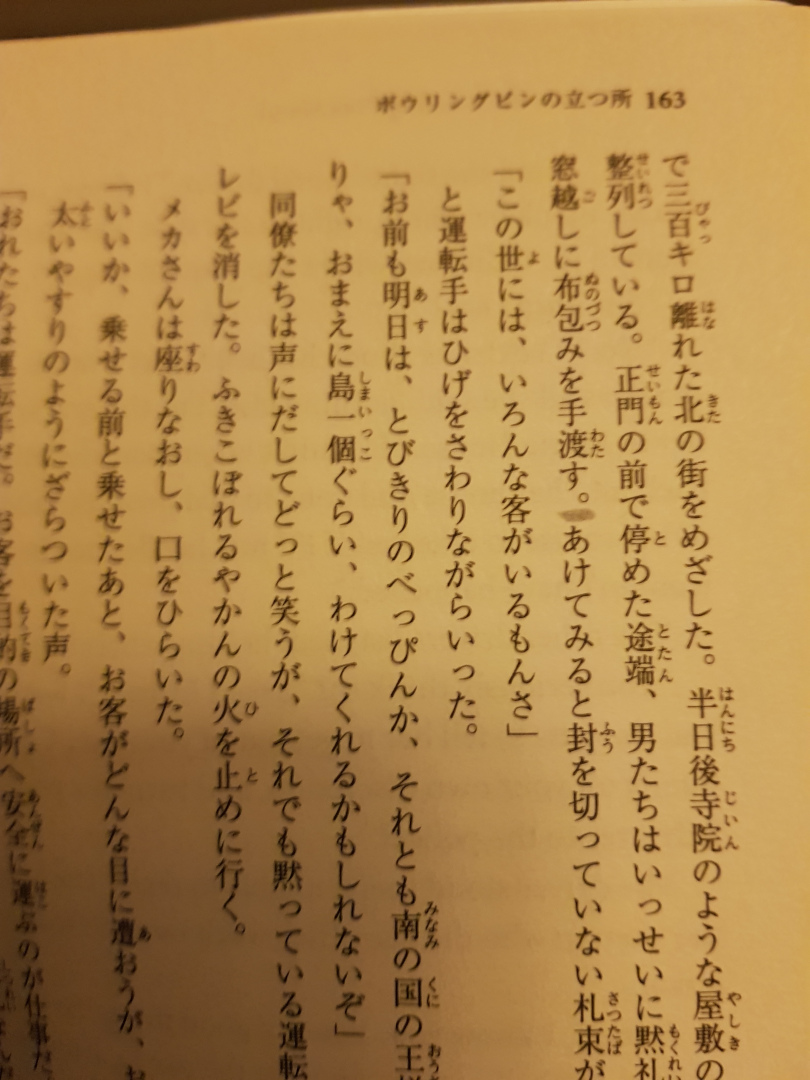 ボウリングピンの立つ所 163
で三百キロ離れた北の街をめざした。半日後寺院のような屋敷の
整列している。正門の前で停めた途端、男たちはいっせいに黙礼
窓越しに布包みを手渡す。あけてみると封を切っていない札束が
「この世には、いろんな客がいるもんさ」
と運転手はひげをさわりながらいった。
「お前も明日は、とびきりのべっぴんか、それとも南の国の王様
りゃ、おまえに島一個ぐらい、わけてくれるかもしれないぞ」
同僚たちは声にだしてどっと笑うが、それでも黙っている運転
レビを消した。ふきこぼれるやかんの火を止めに行く。
メカさんは座りなおし、口をひらいた。
「いいか、乗せる前と乗せたあと、お客がどんな目に遭おうが、お
太いやすりのようにざらついた声。
「おれたちは運転手だ。お客を目的の場所へ安全に運ぶのが仕事だ